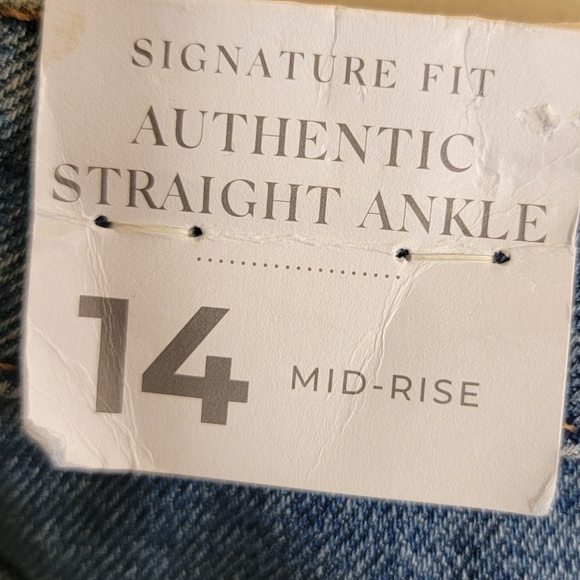 SIGNATURE FIT
AUTHENTIC
STRAIGHT ANKLE
14 MID-RISE